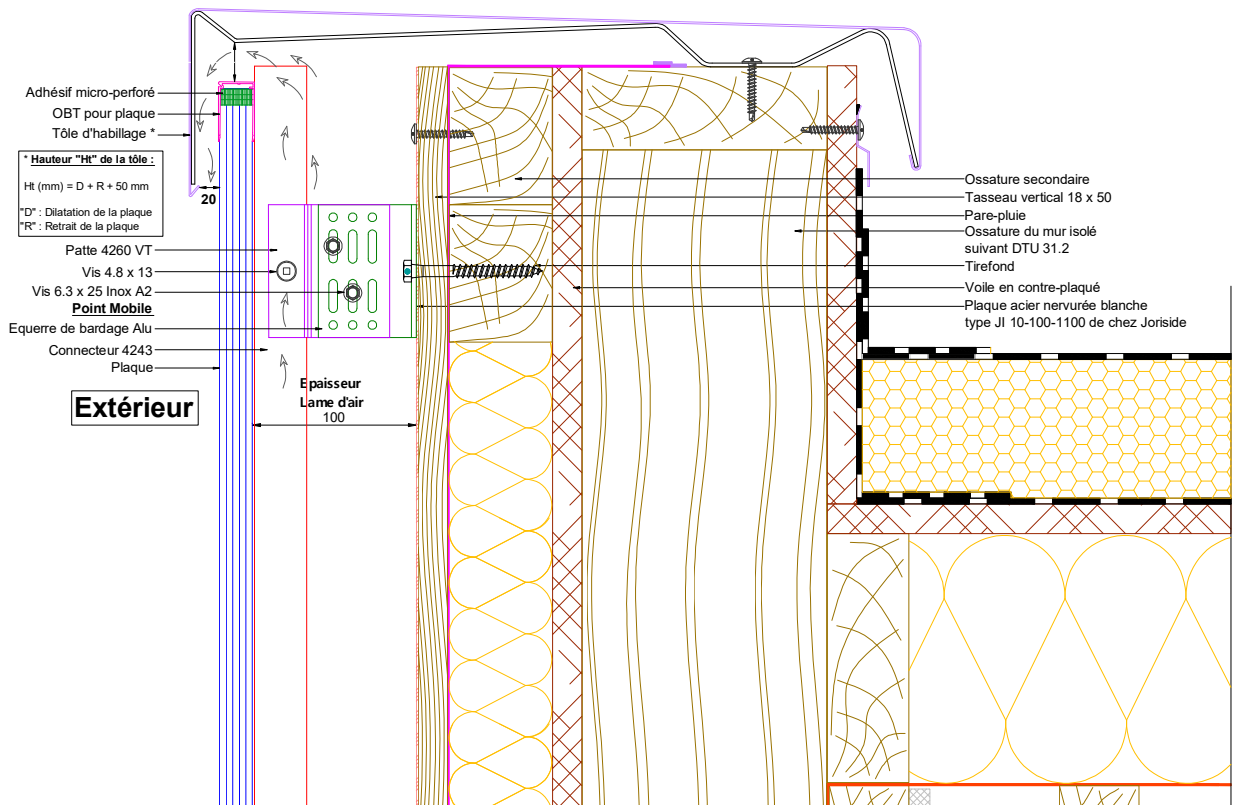 Adhésif micro-perforé
OBT pour plaque
Tôle d'habillage *
* Hauteur "Ht" de la tôle :
Ht (mm) = D + R + 50 mm
"D" : Dilatation de la plaque
"R" : Retrait de la plaque
20
Patte 4260 VT
Vis 4.8 x 13
Vis 6.3 x 25 Inox A2
Point Mobile
Equerre de bardage Alu
Connecteur 4243
Plaque
Extérieur
Epaisseur
Lame d'air
100
Ossature secondaire
Tasseau vertical 18 x 50
Pare-pluie
Ossature du mur isolé
suivant DTU 31.2
Tirefond
Voile en contre-plaqué
Plaque acier nervurée blanche
type JI 10-100-1100 de chez Joriside